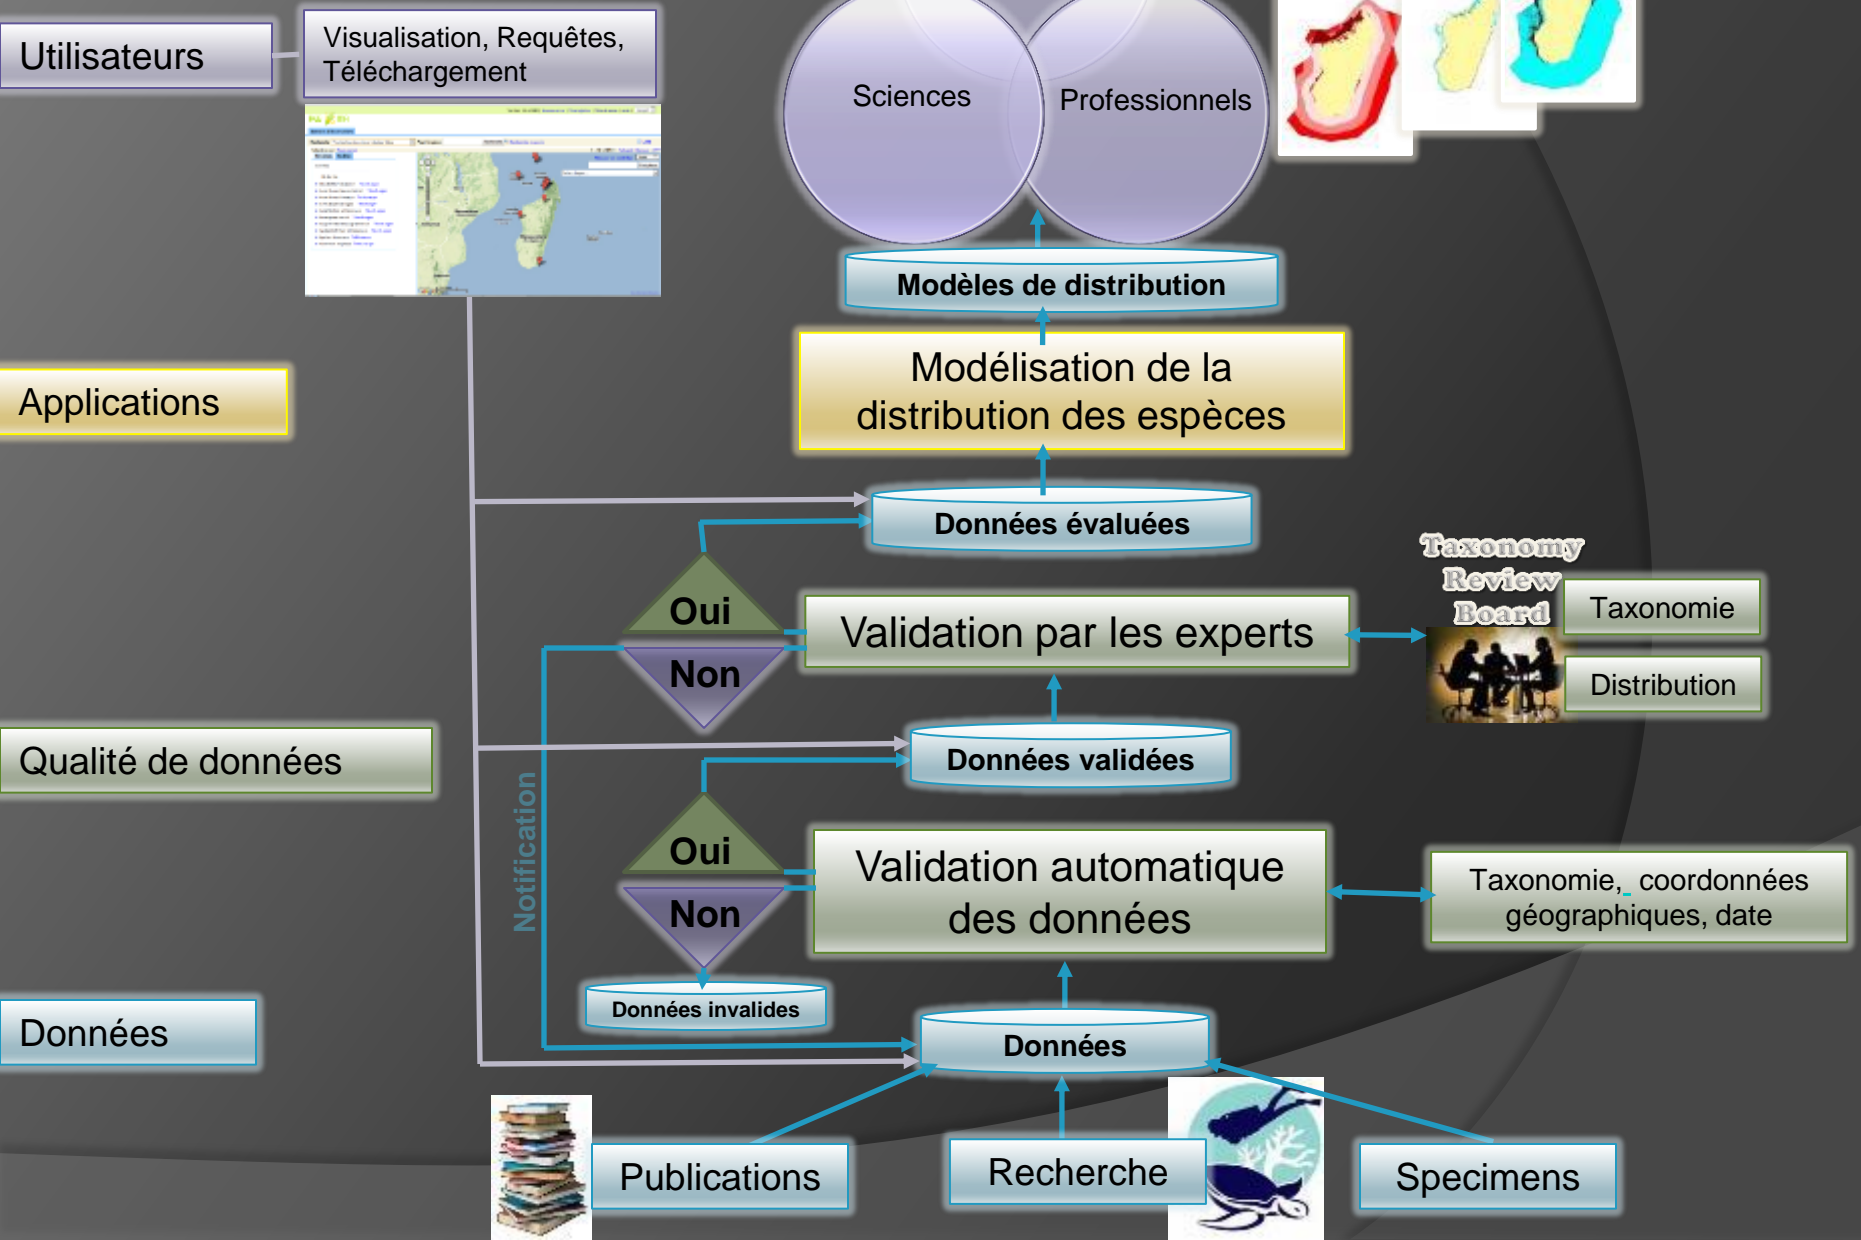 Utilisateurs
Visualisation, Requêtes,
Téléchargement
Sciences
Professionnels
Modèles de distribution
Modélisation de la
distribution des espèces
Applications
Données évaluées
Oui
Non
Validation par les experts
Taxonomy
Review
Board
Taxonomie
Distribution
Qualité de données
Données validées
Notification
Oui
Non
Validation automatique
des données
Taxonomie, coordonnées
géographiques, date
Données invalides
Données
Données
Publications
Recherche
Specimens